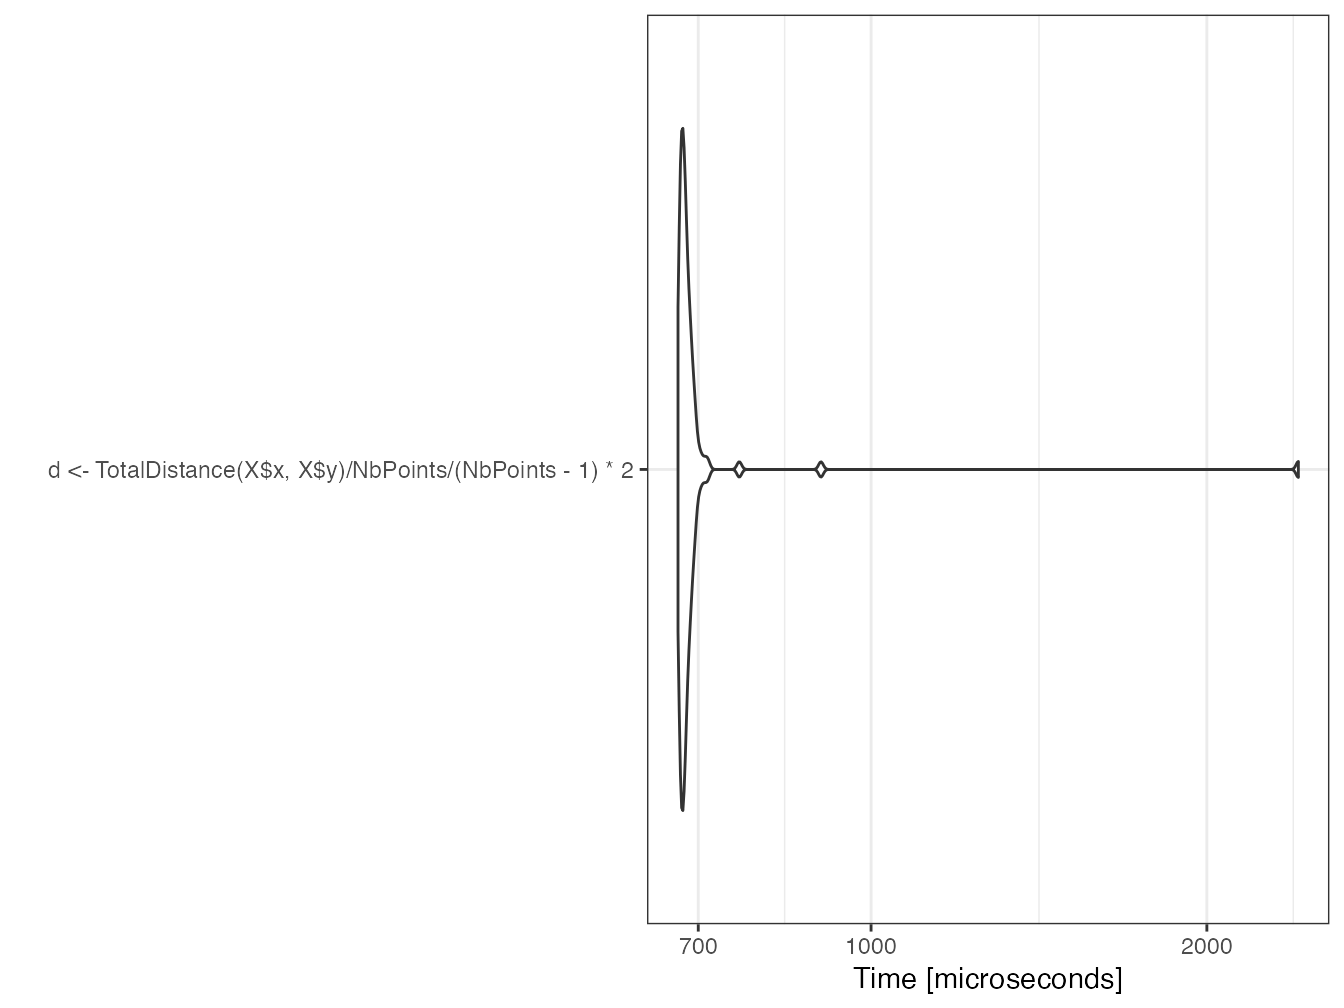 d <- TotalDistance(X$x, X$y)/NbPoints/(NbPoints - 1) * 2
700 1000 2000
Time [microseconds]